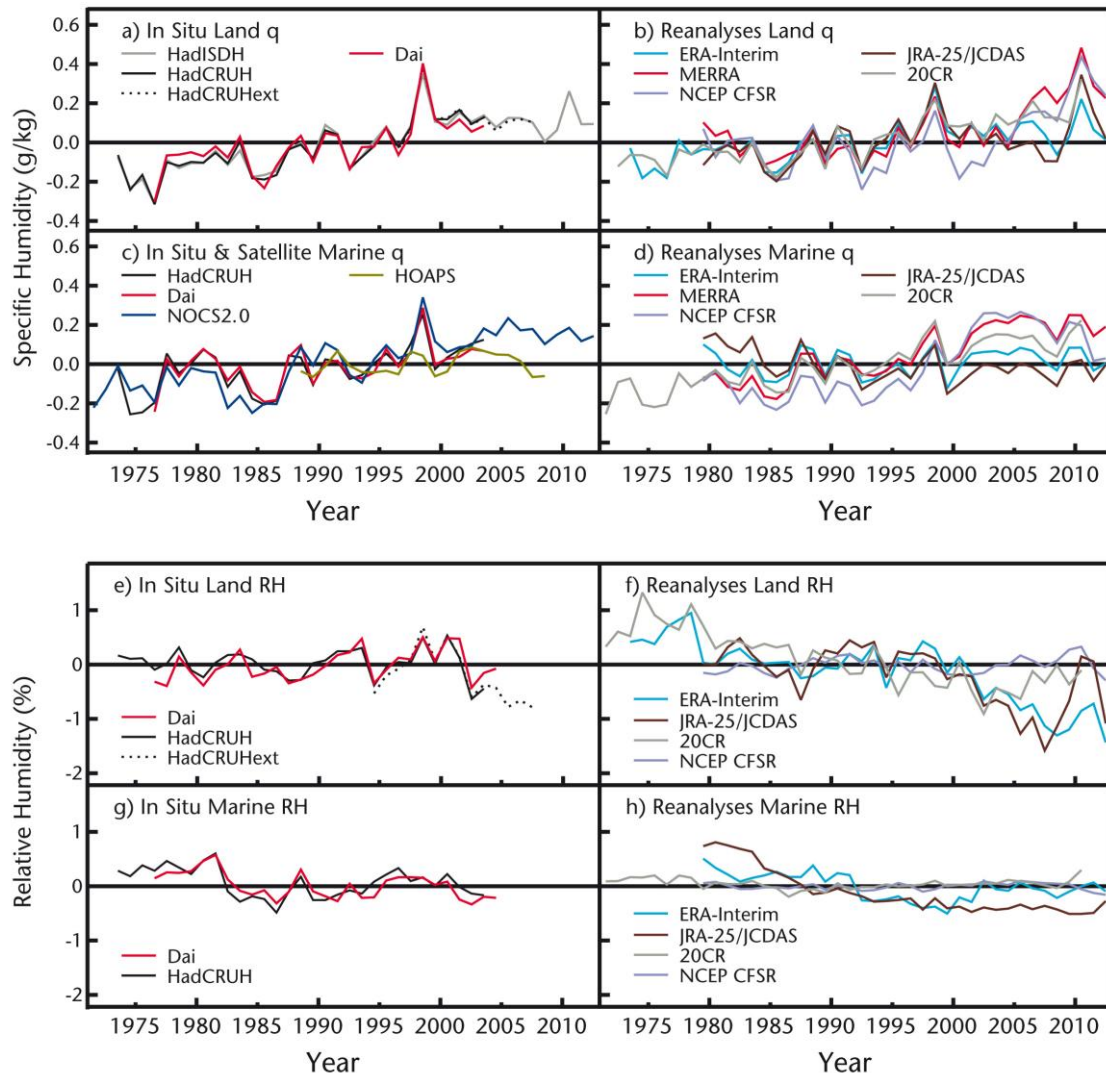 a) In Situ Land q
HadISDH
HadCRUH
HadCRUHext
Dai
b) Reanalyses Land q
ERA-Interim
MERRA
NCEP CFSR
JRA-25/JCDAS
20CR
0.6
0.4
0.2
0.0
-0.2
-0.4
c) In Situ & Satellite Marine q
HadCRUH
Dai
NOCS2.0
HOAPS
d) Reanalyses Marine q
ERA-Interim
MERRA
NCEP CFSR
JRA-25/JCDAS
20CR
0.6
0.4
0.2
0.0
-0.2
-0.4
Specific Humidity (g/kg)
1975 1980 1985 1990 1995 2000 2005 2010
1975 1980 1985 1990 1995 2000 2005 2010
Year
Year
e) In Situ Land RH
Dai
HadCRUH
HadCRUHext
f) Reanalyses Land RH
ERA-Interim
JRA-25/JCDAS
20CR
NCEP CFSR
1
0
-1
-2
g) In Situ Marine RH
Dai
HadCRUH
h) Reanalyses Marine RH
ERA-Interim
JRA-25/JCDAS
20CR
NCEP CFSR
1
0
-1
-2
Relative Humidity (%)
1975 1980 1985 1990 1995 2000 2005 2010
1975 1980 1985 1990 1995 2000 2005 2010
Year
Year